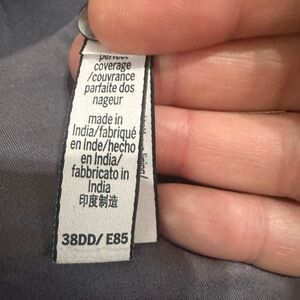 perfect
coverage
/couvrance
parfaite dos
nageur
made in
India/fabriqué
en Inde/hecho
en India/
fabbricato in
India
印度制造
38DD/ E85